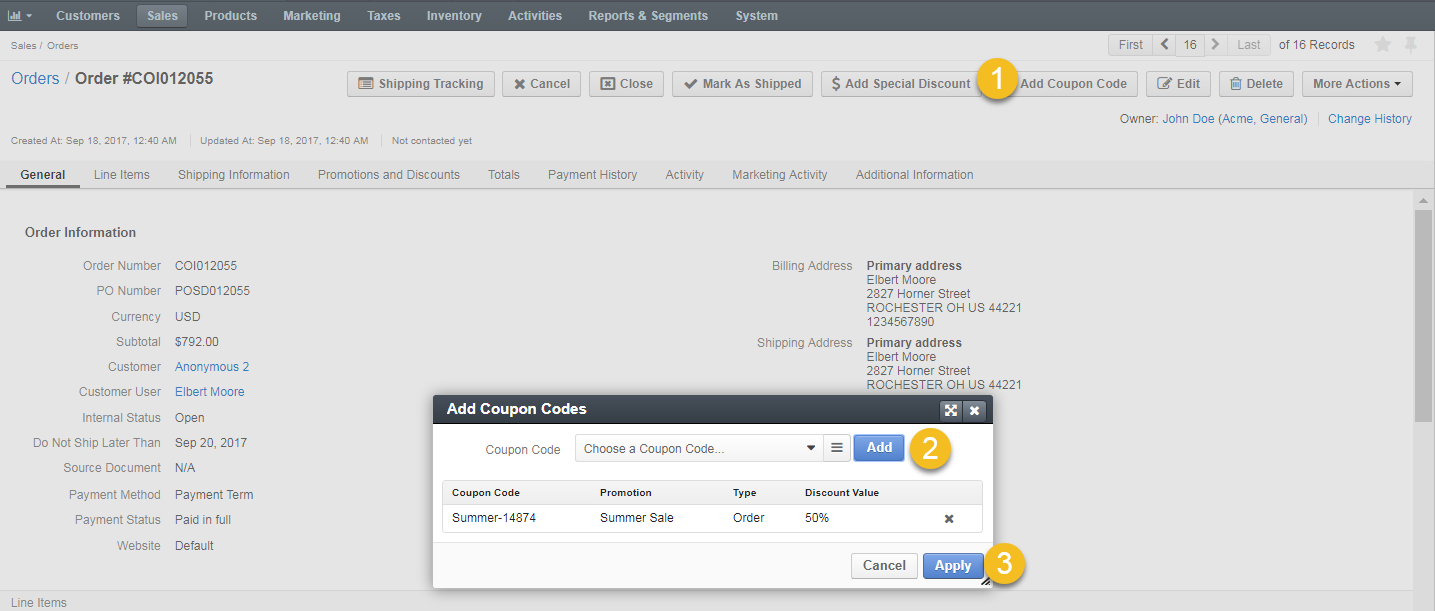 Customers Sales Products Marketing Taxes Inventory Activities Reports & Segments System
Sales / Orders
First 16 Last of 16 Records
Orders / Order #COI012055
Shipping Tracking Cancel Close Mark As Shipped $ Add Special Discount 1 Add Coupon Code Edit Delete More Actions
Owner: John Doe (Acme, General) Change History
Created At: Sep 18, 2017, 12:40 AM Updated At: Sep 18, 2017, 12:40 AM Not contacted yet
General Line Items Shipping Information Promotions and Discounts Totals Payment History Activity Marketing Activity Additional Information
Order Information
Order Number COI012055
PO Number POSD012055
Currency USD
Subtotal $792.00
Customer Anonymous 2
Customer User Elbert Moore
Internal Status Open
Do Not Ship Later Than Sep 20, 2017
Source Document N/A
Payment Method Payment Term
Payment Status Paid in full
Website Default
Billing Address Primary address
Elbert Moore
2827 Horner Street
ROCHESTER OH US 44221
1234567890
Shipping Address Primary address
Elbert Moore
2827 Horner Street
ROCHESTER OH US 44221
Add Coupon Codes
Coupon Code Choose a Coupon Code... Add 2
Coupon Code Promotion Type Discount Value
Summer-14874 Summer Sale Order 50%
Cancel Apply 3
Line Items